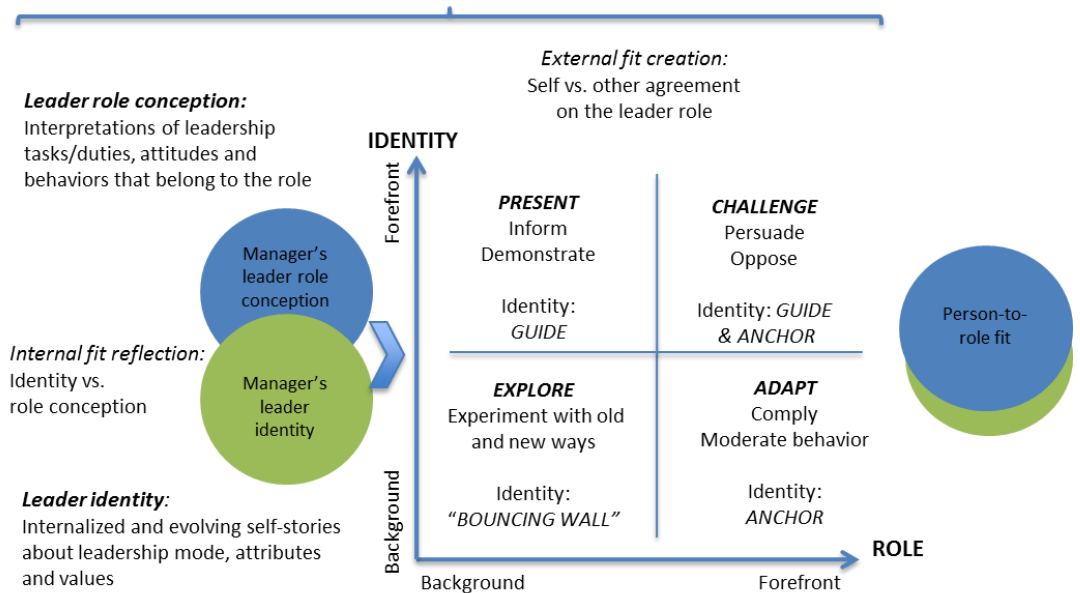 External fit creation:
Self vs. other agreement
on the leader role
Leader role conception:
Interpretations of leadership
tasks/duties, attitudes and
behaviors that belong to the role
Manager’s
leader role
conception
Internal fit reflection:
Identity vs.
role conception
Manager’s
leader
identity
Leader identity:
Internalized and evolving self-stories
about leadership mode, attributes
and values
IDENTITY
Forefront
Background
PRESENT
Inform
Demonstrate
Identity:
GUIDE
CHALLENGE
Persuade
Oppose
Identity: GUIDE
& ANCHOR
EXPLORE
Experiment with old
and new ways
Identity:
“BOUNCING WALL”
ADAPT
Comply
Moderate behavior
Identity:
ANCHOR
ROLE
Background
Forefront
Person-to-
role fit